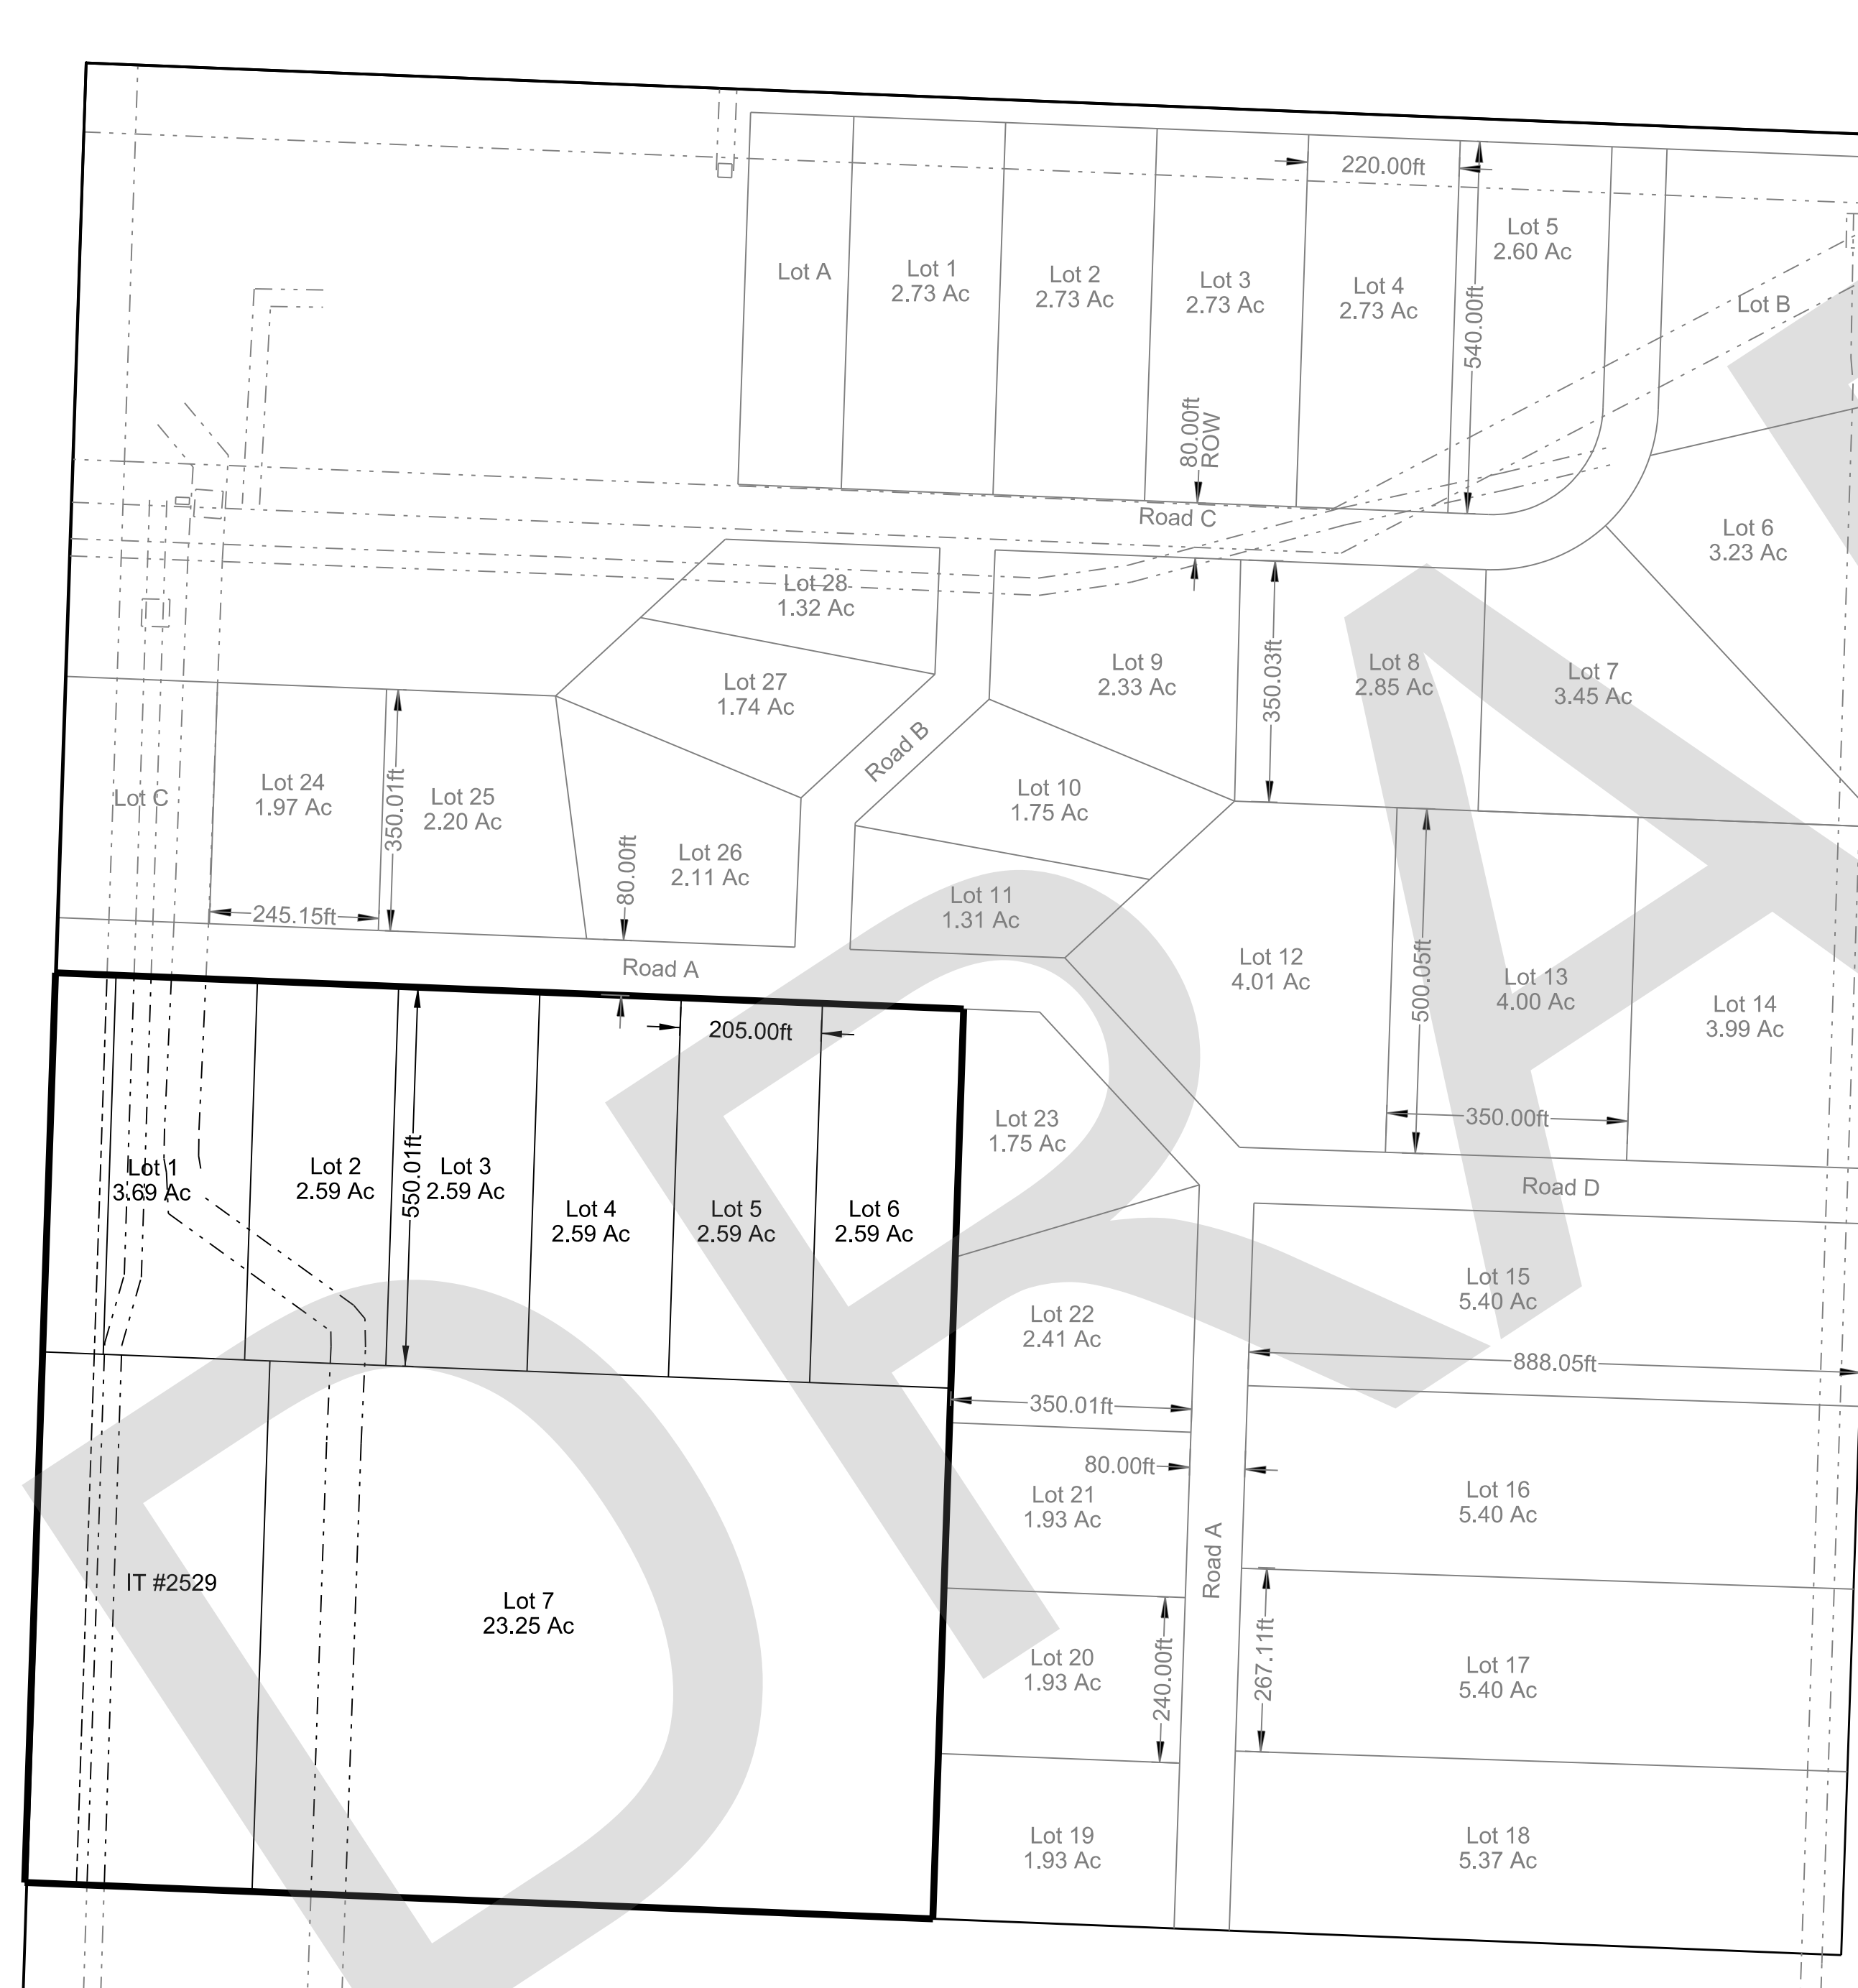 220.00ft
Lot 5
2.60 Ac
Lot A
Lot 1
2.73 Ac
Lot 2
2.73 Ac
Lot 3
2.73 Ac
Lot 4
2.73 Ac
540.00ft
Lot B
80.00ft
ROW
Road C
Lot 6
3.23 Ac
Lot 28
1.32 Ac
Lot 27
1.74 Ac
Lot 9
2.33 Ac
350.03ft
Lot 8
2.85 Ac
Lot 7
3.45 Ac
Road B
Lot C
Lot 24
1.97 Ac
350.01ft
Lot 25
2.20 Ac
Lot 10
1.75 Ac
80.00ft
Lot 26
2.11 Ac
Lot 11
1.31 Ac
245.15ft
Road A
Lot 12
4.01 Ac
500.05ft
Lot 13
4.00 Ac
Lot 14
3.99 Ac
205.00ft
350.00ft
Lot 23
1.75 Ac
Lot 1
3.69 Ac
Lot 2
2.59 Ac
550.01ft
Lot 3
2.59 Ac
Lot 4
2.59 Ac
Lot 5
2.59 Ac
Lot 6
2.59 Ac
Road D
Lot 15
5.40 Ac
Lot 22
2.41 Ac
888.05ft
350.01ft
80.00ft
Lot 21
1.93 Ac
Lot 16
5.40 Ac
Road A
IT #2529
Lot 7
23.25 Ac
Lot 20
1.93 Ac
240.00ft
267.11ft
Lot 17
5.40 Ac
Lot 19
1.93 Ac
Lot 18
5.37 Ac